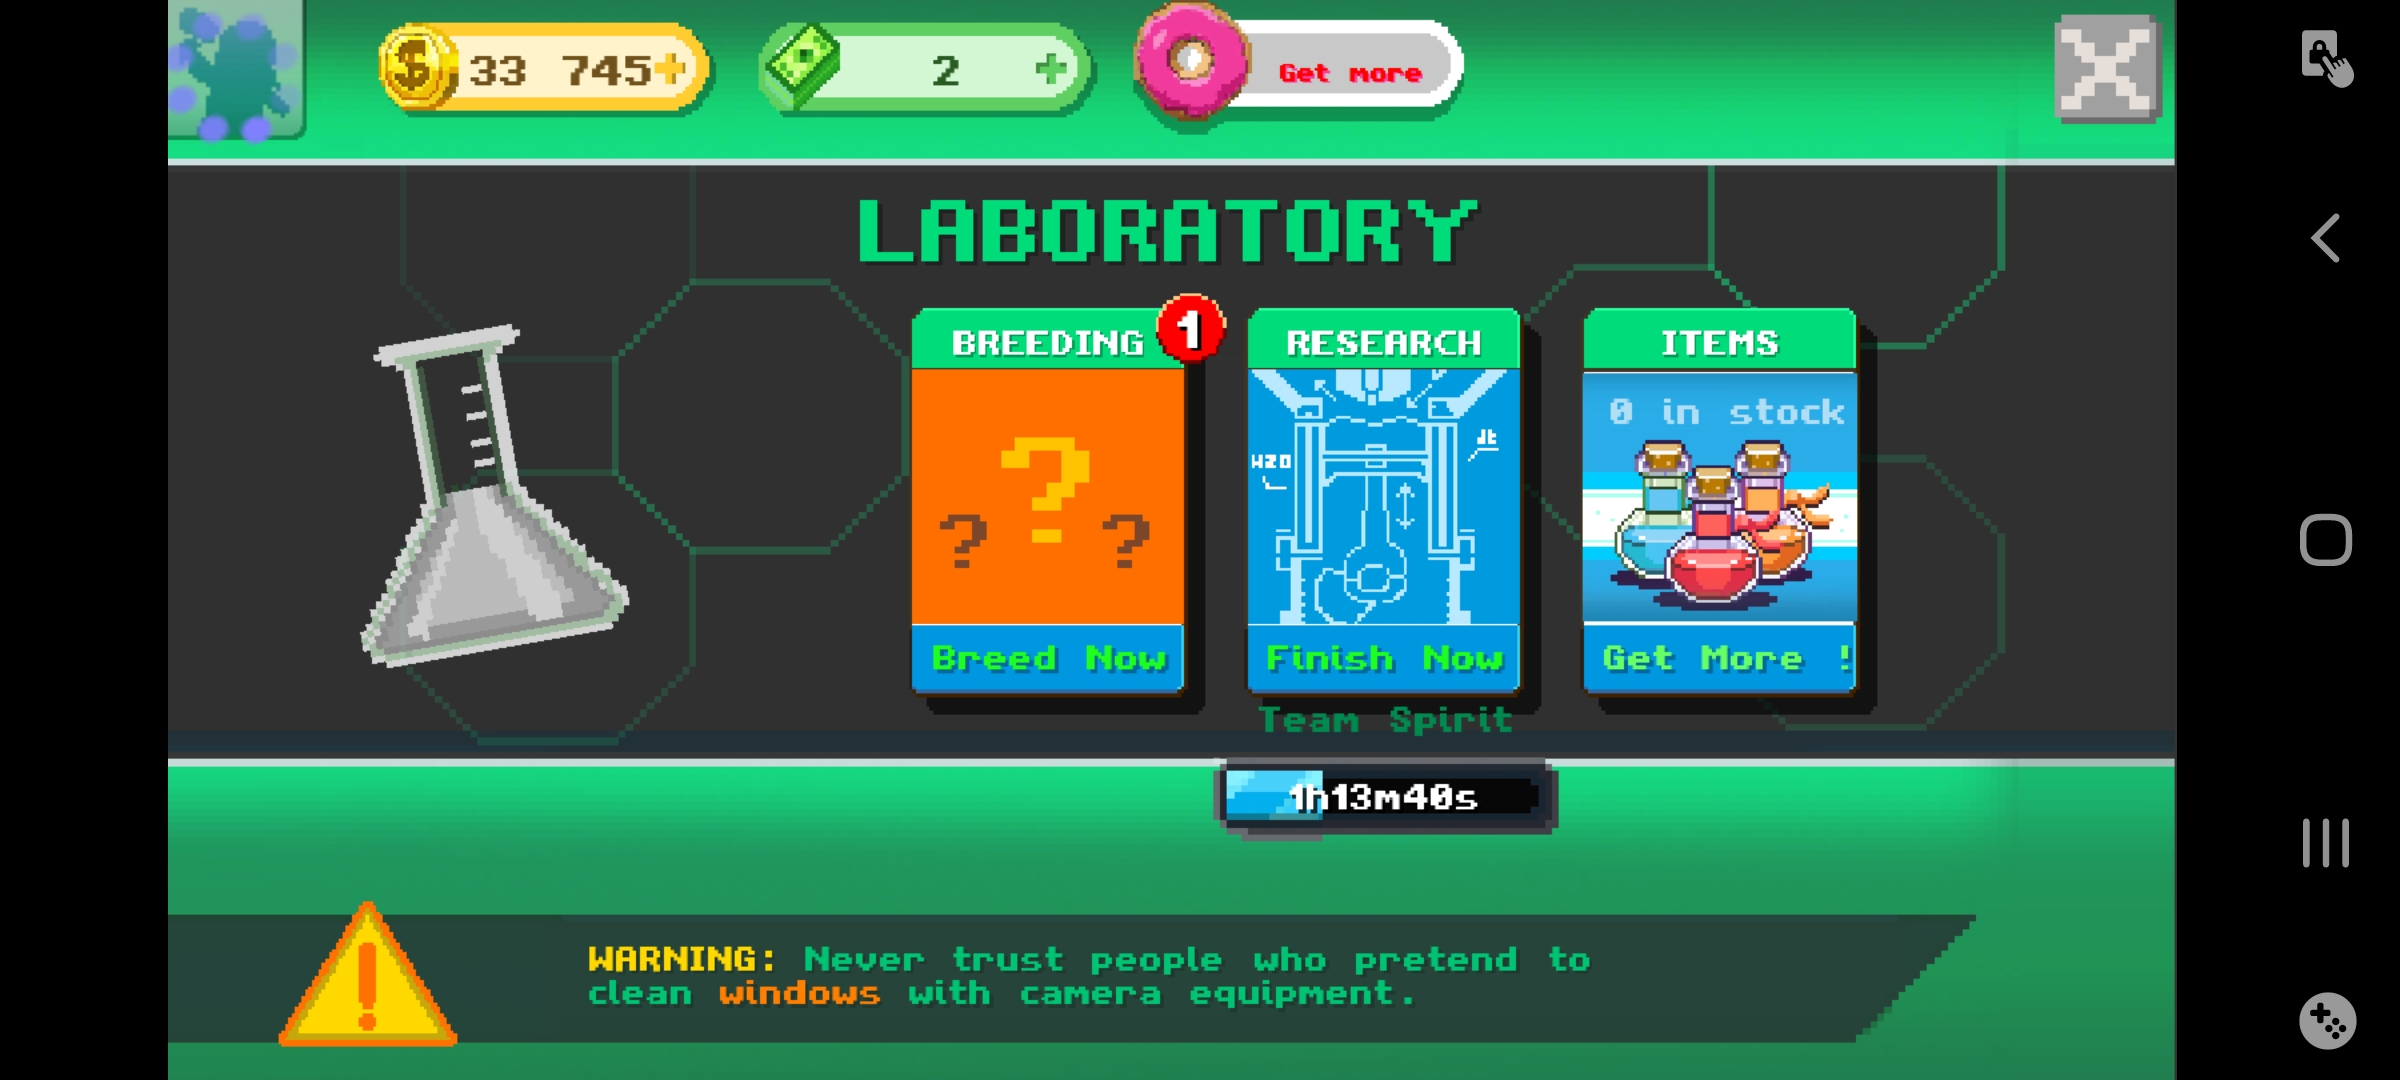 33 745+
2 +
Get more
LABORATORY
BREEDING
1
RESEARCH
ITEMS
0 in stock
H2O
dt
? ? ?
Breed Now
Finish Now
Get More !
Team Spirit
1h13m40s
WARNING: Never trust people who pretend to
clean windows with camera equipment.